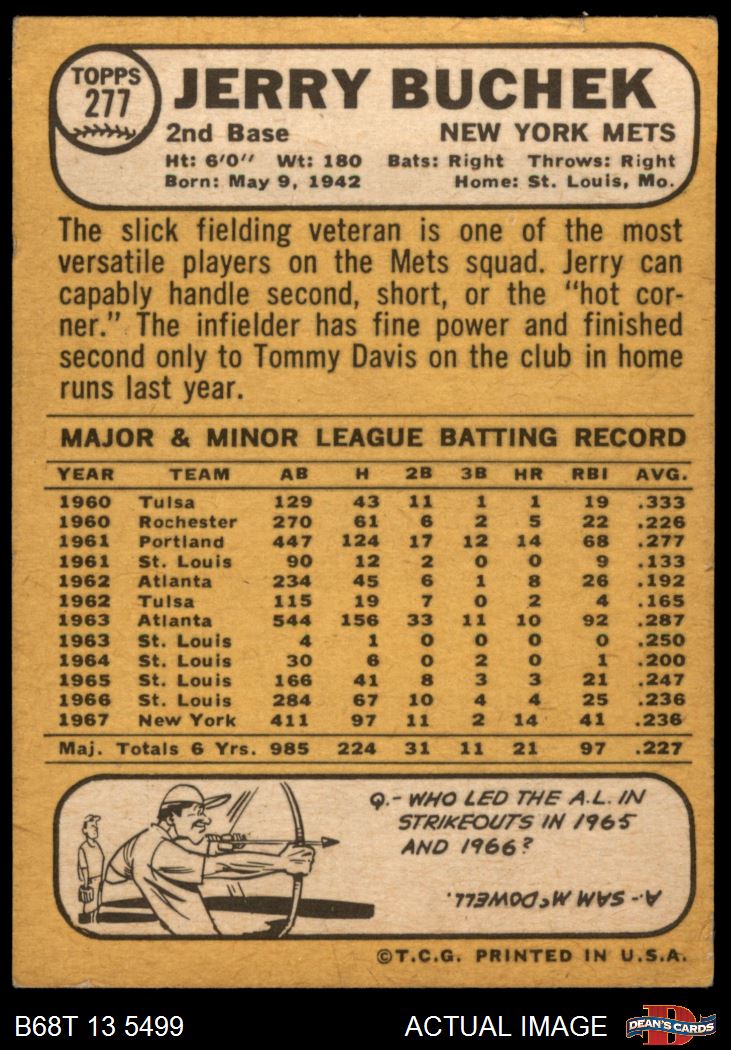 TOPPS
277
JERRY BUCHEK
2nd Base NEW YORK METS
Ht: 6'0" Wt: 180 Bats: Right Throws: Right
Born: May 9, 1942 Home: St. Louis, Mo.
The slick fielding veteran is one of the most
versatile players on the Mets squad. Jerry can
capably handle second, short, or the "hot cor-
ner." The infielder has fine power and finished
second only to Tommy Davis on the club in home
runs last year.
MAJOR & MINOR LEAGUE BATTING RECORD
YEAR TEAM AB H 2B 3B HR RBI AVG.
1960 Tulsa 129 43 11 1 1 19 .333
1960 Rochester 270 61 6 2 5 22 .226
1961 Portland 447 124 17 12 14 68 .277
1961 St. Louis 90 12 2 0 0 9 .133
1962 Atlanta 234 45 6 1 8 26 .192
1962 Tulsa 115 19 7 0 2 4 .165
1963 Atlanta 544 156 33 11 10 92 .287
1963 St. Louis 4 1 0 0 0 0 .250
1964 St. Louis 30 6 0 2 0 1 .200
1965 St. Louis 166 41 8 3 3 21 .247
1966 St. Louis 284 67 10 4 4 25 .236
1967 New York 411 97 11 2 14 41 .236
Maj. Totals 6 Yrs. 985 224 31 11 21 97 .227
Q.- WHO LED THE A.L. IN
STRIKEOUTS IN 1965
AND 1966?
A- SAM McDOWELL.
©T.C.G. PRINTED IN U.S.A.
B68T 13 5499 ACTUAL IMAGE DEAN'S CARDS